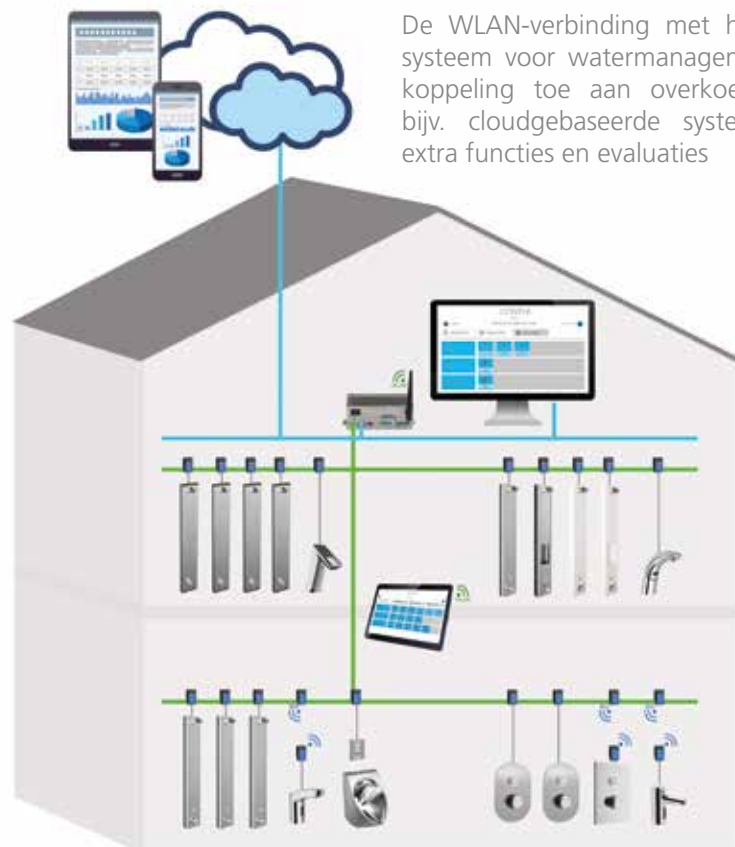 De WLAN-verbinding met h
systeem voor watermanagem
koppeling toe aan overkoe
bijv. cloudgebaseerde syste
extra functies en evaluaties